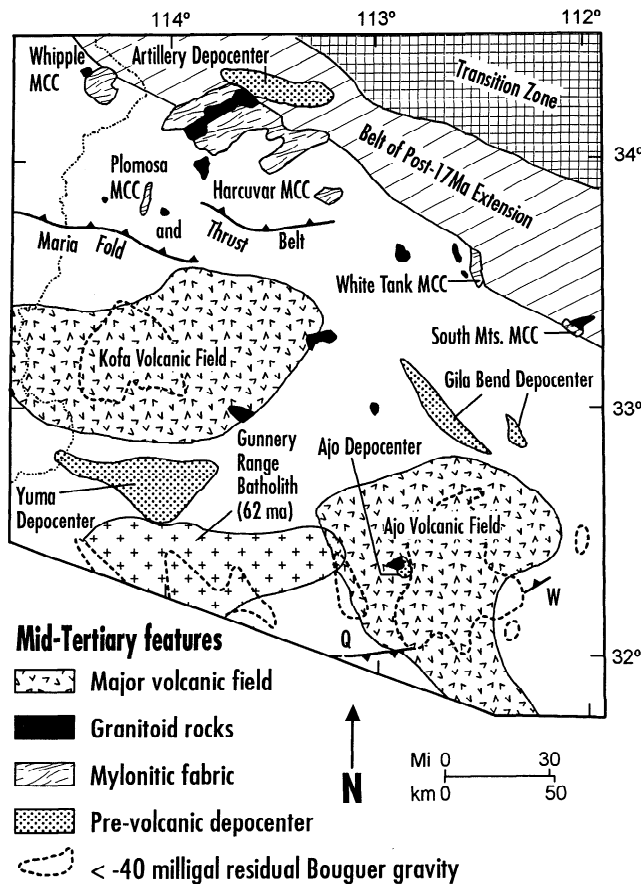 114° 113° 112°
Whipple
MCC
Artillery Depocenter
Transition Zone
34°
Belt of Post-17Ma Extension
Plomosa
MCC
Harcuvar MCC
and
Maria Fold Thrust Belt
White Tank MCC
South Mts. MCC
Kofa Volcanic Field
Gila Bend Depocenter
33°
Gunnery
Range
Batholith
(62 ma)
Ajo Depocenter
Yuma
Depocenter
Ajo Volcanic Field
W
Q
32°
Mid-Tertiary features
Major volcanic field
Granitoid rocks
Mylonitic fabric
Pre-volcanic depocenter
< -40 milligal residual Bouguer gravity
N
Mi 0 30
km 0 50